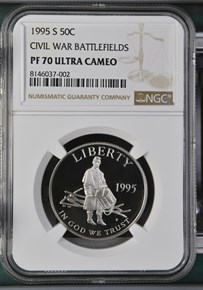 1995 S 50C
CIVIL WAR BATTLEFIELDS
PF 70 ULTRA CAMEO
8146037-002
NUMISMATIC GUARANTY COMPANY
NGC
LIBERTY
1995
IN GOD WE TRUST